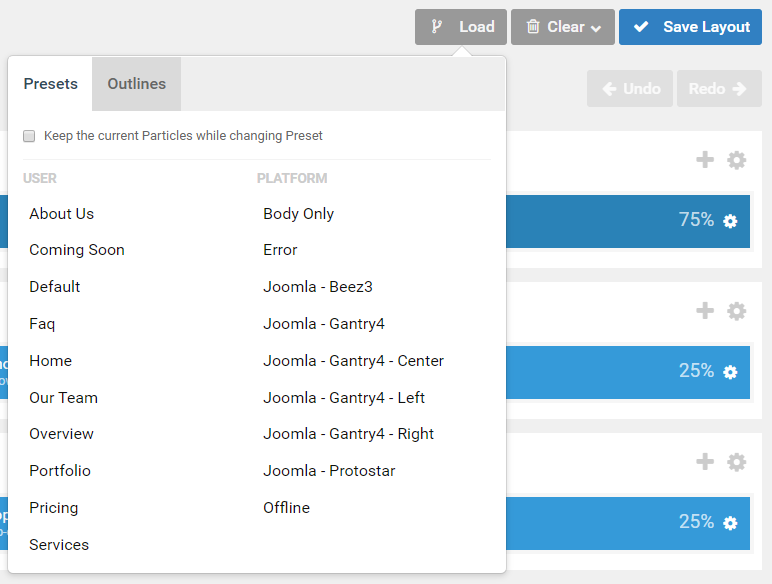 Load
Clear
Save Layout
Presets
Outlines
Undo
Redo
Keep the current Particles while changing Preset
USER
PLATFORM
About Us
Body Only
75%
Coming Soon
Error
Default
Joomla - Beez3
Faq
Joomla - Gantry4
Home
Joomla - Gantry4 - Center
25%
Our Team
Joomla - Gantry4 - Left
Overview
Joomla - Gantry4 - Right
Portfolio
Joomla - Protostar
Pricing
Offline
25%
Services